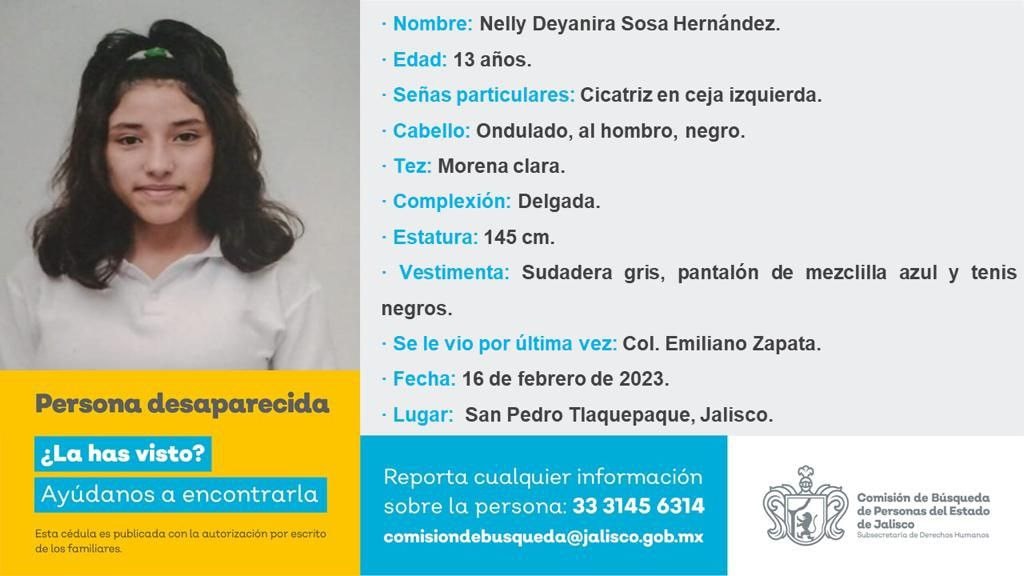 · Nombre: Nelly Deyanira Sosa Hernández.
· Edad: 13 años.
· Señas particulares: Cicatriz en ceja izquierda.
· Cabello: Ondulado, al hombro, negro.
· Tez: Morena clara.
· Complexión: Delgada.
· Estatura: 145 cm.
· Vestimenta: Sudadera gris, pantalón de mezclilla azul y tenis
negros.
· Se le vio por última vez: Col. Emiliano Zapata.
· Fecha: 16 de febrero de 2023.
· Lugar: San Pedro Tlaquepaque, Jalisco.
Persona desaparecida
¿La has visto?
Ayúdanos a encontrarla
Esta cédula es publicada con la autorización por escrito
de los familiares.
Reporta cualquier información
sobre la persona: 33 3145 6314
comisiondebusqueda@jalisco.gob.mx
Comisión de Búsqueda
de Personas del Estado
de Jalisco
Subsecretaría de Derechos Humanos